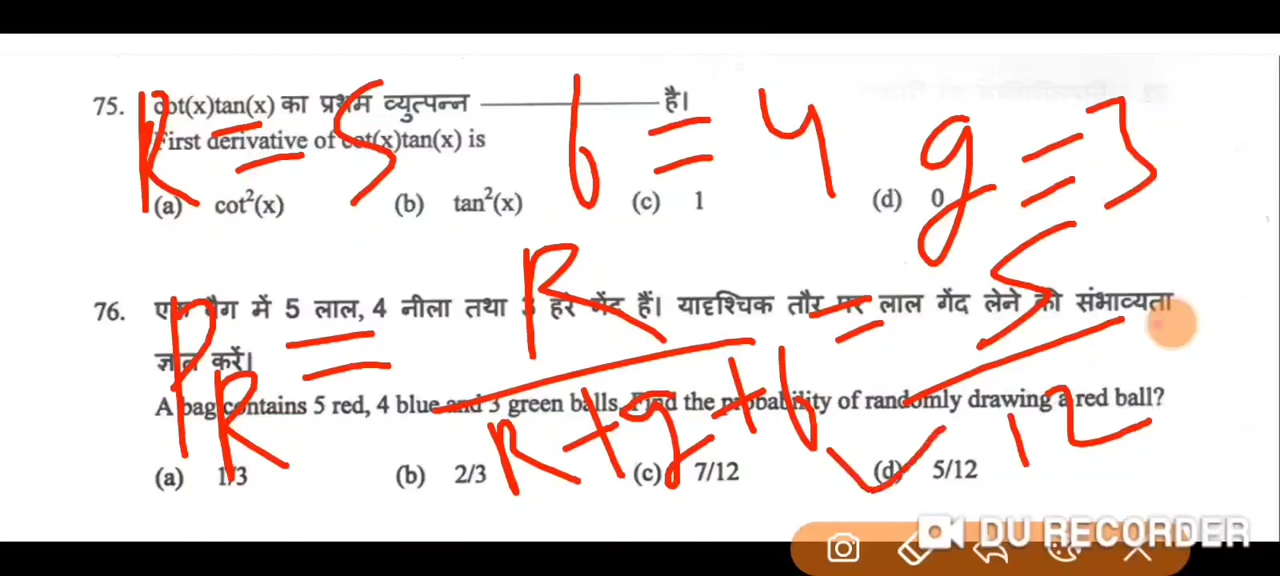 75. cot(x)tan(x) का प्रथम व्युत्पन्न ____________ है।
First derivative of cot(x)tan(x) is
(a) cot²(x) (b) tan²(x) (c) 1 (d) 0
R = 5 b = 4 g = 3
76. एक बैग में 5 लाल, 4 नीला तथा 3 हरे गेंद हैं। यादृश्चिक तौर पर लाल गेंद लेने की संभाव्यता
ज्ञात करें।
A bag contains 5 red, 4 blue and 3 green balls. Find the probability of randomly drawing a red ball?
(a) 1/3 (b) 2/3 (c) 7/12 (d) 5/12
PR = R / R+g+b = 5 / 12
DU RECORDER